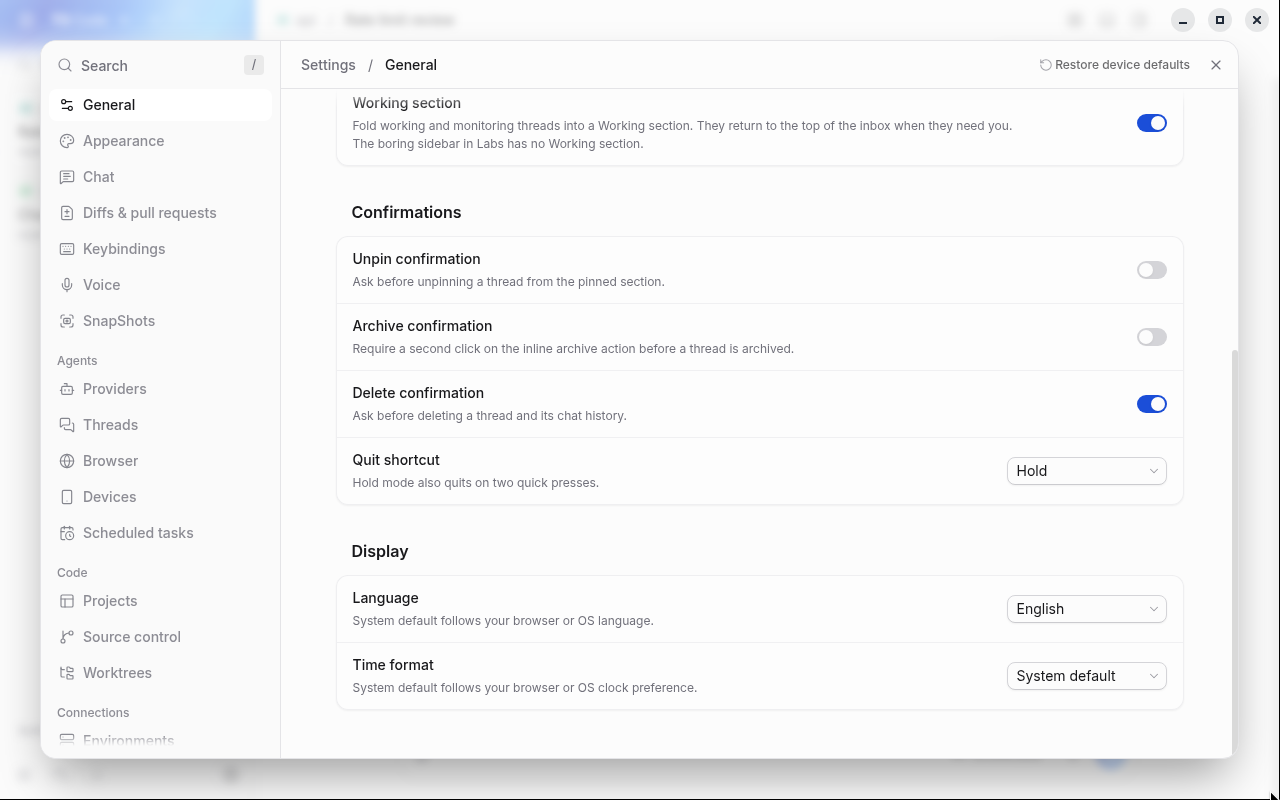 Search /
Settings / General
Restore device defaults
General
Appearance
Chat
Diffs & pull requests
Keybindings
Voice
SnapShots
Agents
Providers
Threads
Browser
Devices
Scheduled tasks
Code
Projects
Source control
Worktrees
Connections
Environments
Working section
Fold working and monitoring threads into a Working section. They return to the top of the inbox when they need you.
The boring sidebar in Labs has no Working section.
Confirmations
Unpin confirmation
Ask before unpinning a thread from the pinned section.
Archive confirmation
Require a second click on the inline archive action before a thread is archived.
Delete confirmation
Ask before deleting a thread and its chat history.
Quit shortcut
Hold mode also quits on two quick presses.
Hold
Display
Language
System default follows your browser or OS language.
English
Time format
System default follows your browser or OS clock preference.
System default